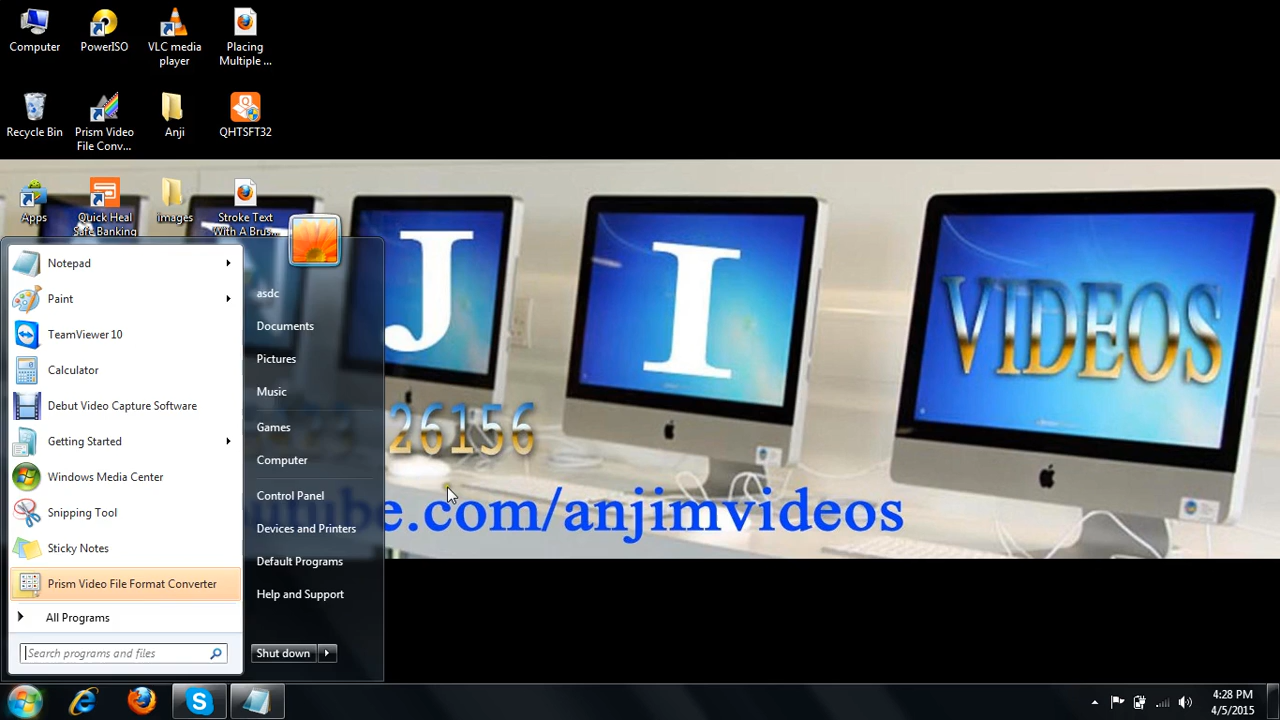 Computer
PowerISO
VLC media
player
Placing
Multiple ...
Recycle Bin
Prism Video
File Conv...
Anji
QHTSFT32
Apps
Quick Heal
Safe Banking
images
Stroke Text
With A Brus...
J
I
VIDEOS
26156
e.com/anjimvideos
Notepad
Paint
TeamViewer 10
Calculator
Debut Video Capture Software
Getting Started
Windows Media Center
Snipping Tool
Sticky Notes
Prism Video File Format Converter
All Programs
Search programs and files
asdc
Documents
Pictures
Music
Games
Computer
Control Panel
Devices and Printers
Default Programs
Help and Support
Shut down
4:28 PM
4/5/2015